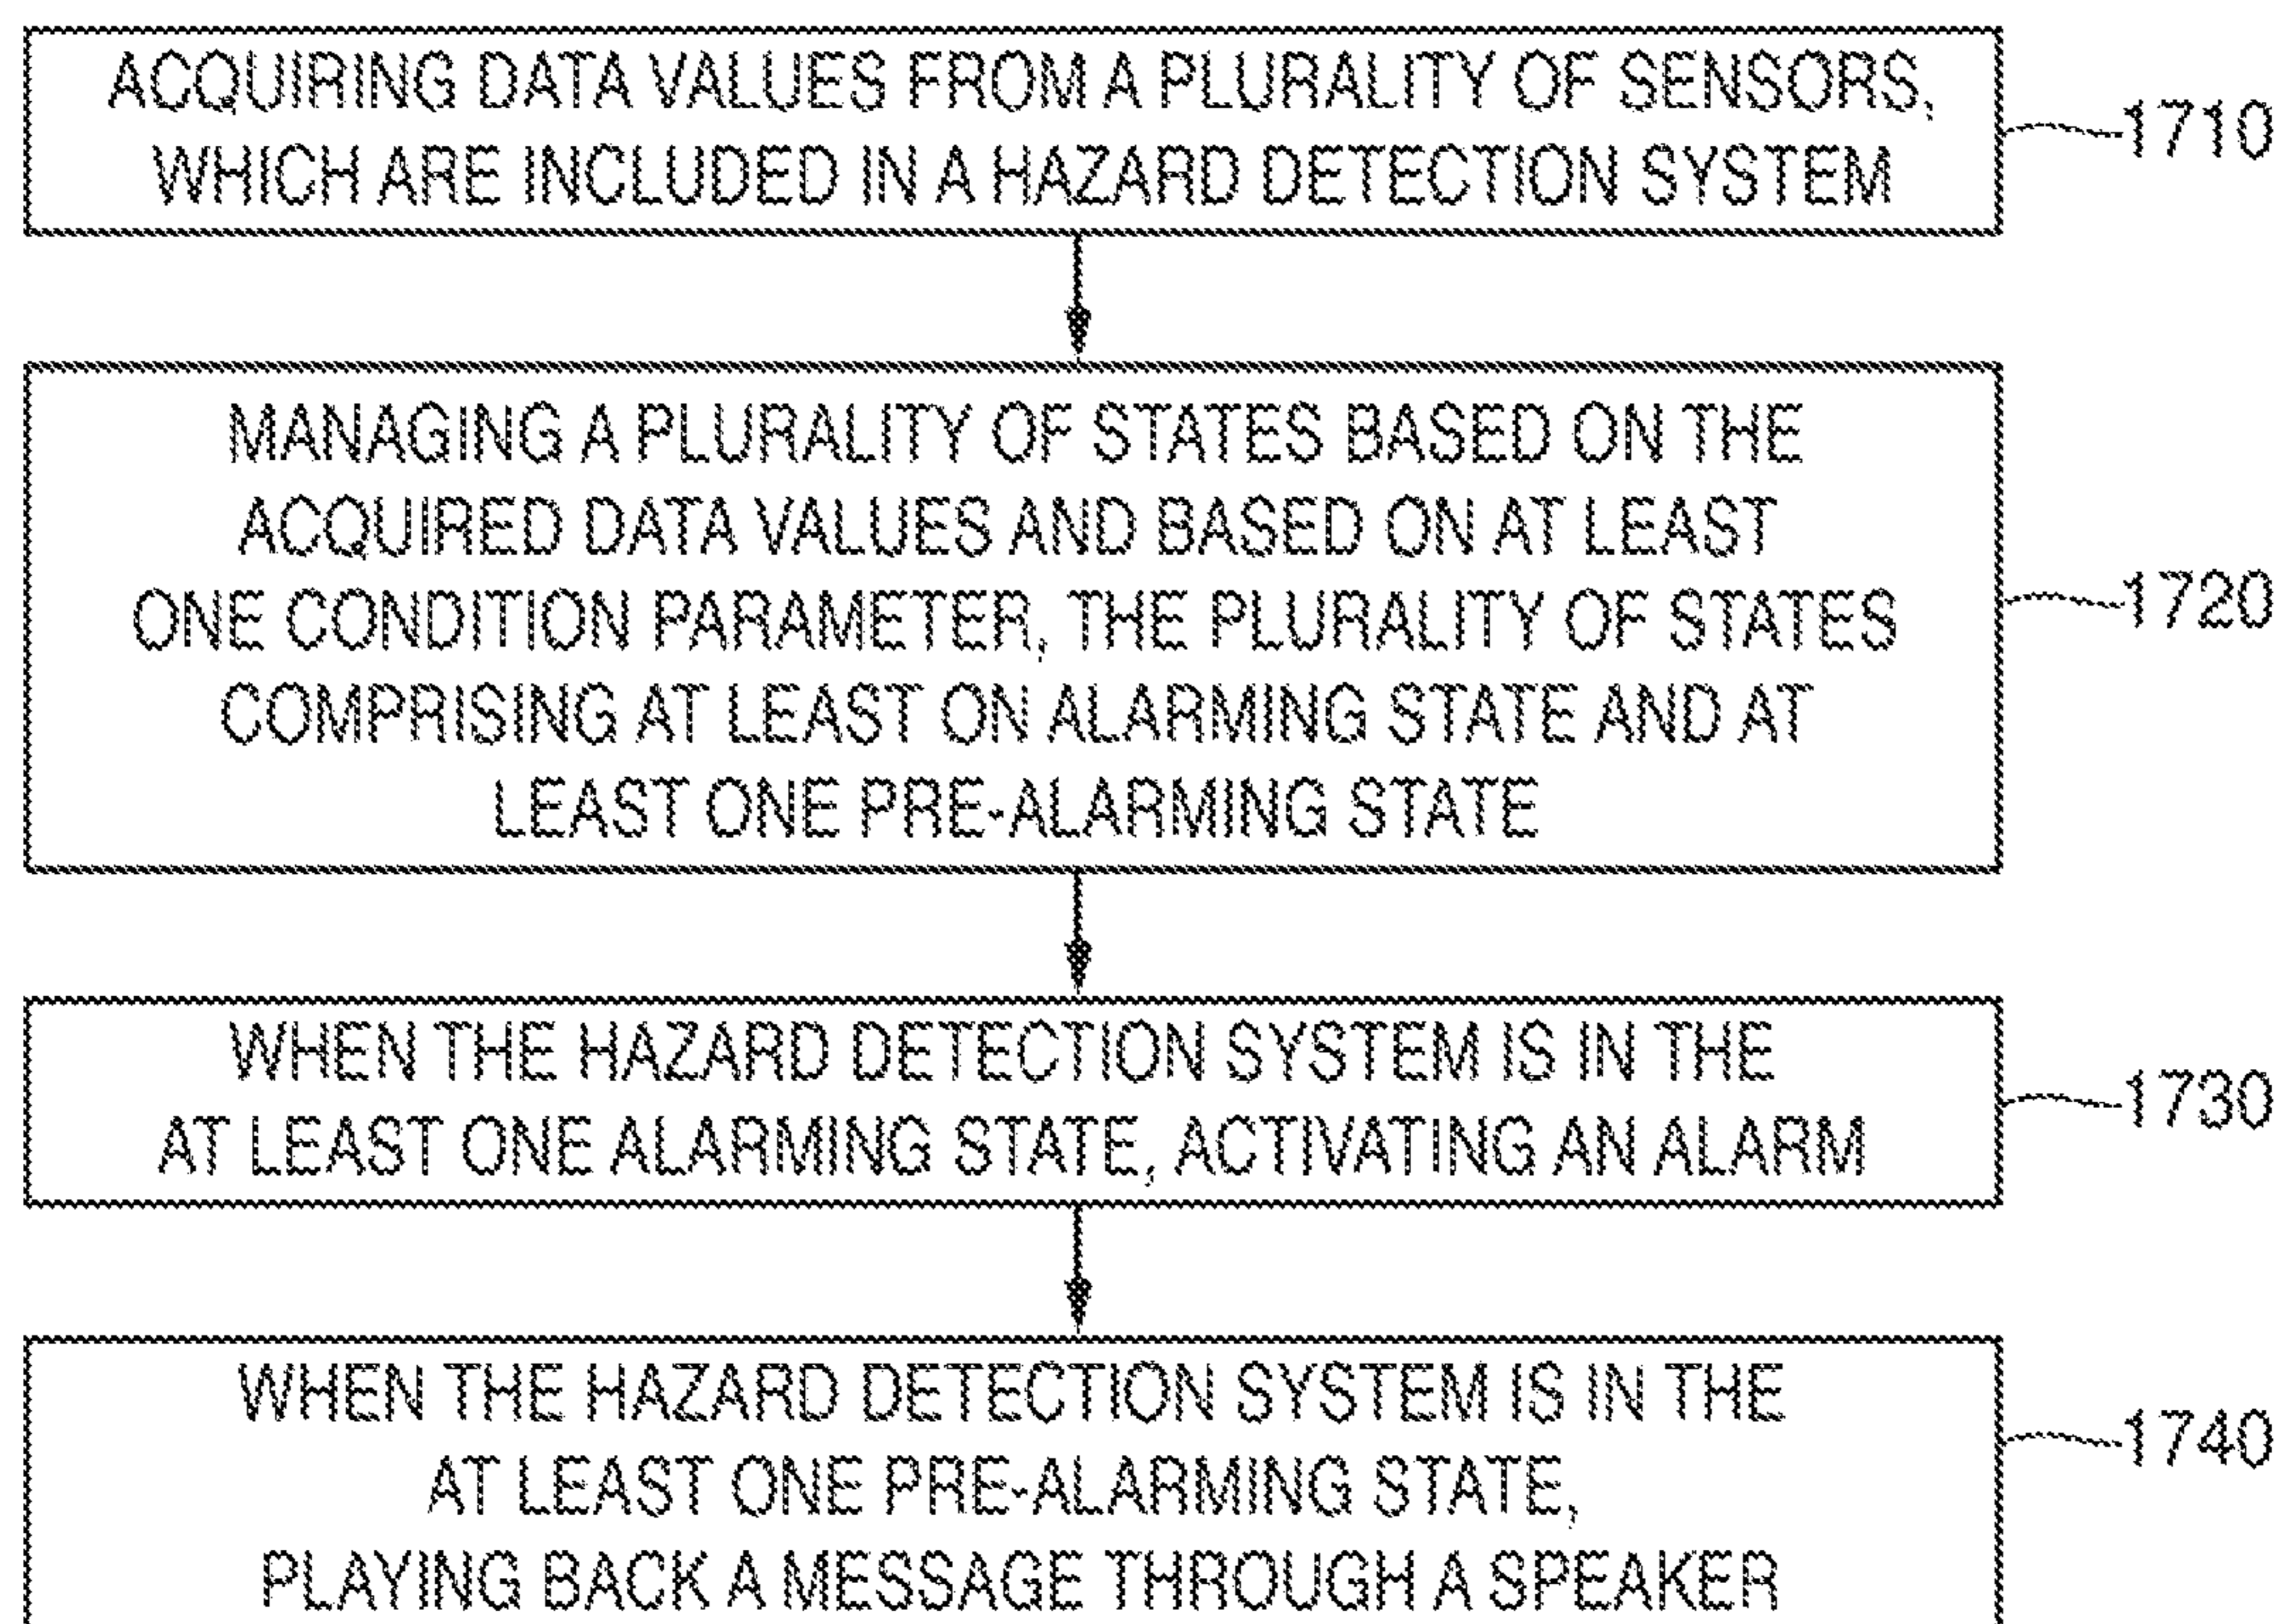 ACQUIRING DATA VALUES FROM A PLURALITY OF SENSORS,
WHICH ARE INCLUDED IN A HAZARD DETECTION SYSTEM
1710
MANAGING A PLURALITY OF STATES BASED ON THE
ACQUIRED DATA VALUES AND BASED ON AT LEAST
ONE CONDITION PARAMETER, THE PLURALITY OF STATES
COMPRISING AT LEAST ON ALARMING STATE AND AT
LEAST ONE PRE-ALARMING STATE
1720
WHEN THE HAZARD DETECTION SYSTEM IS IN THE
AT LEAST ONE ALARMING STATE, ACTIVATING AN ALARM
1730
WHEN THE HAZARD DETECTION SYSTEM IS IN THE
AT LEAST ONE PRE-ALARMING STATE,
PLAYING BACK A MESSAGE THROUGH A SPEAKER
1740